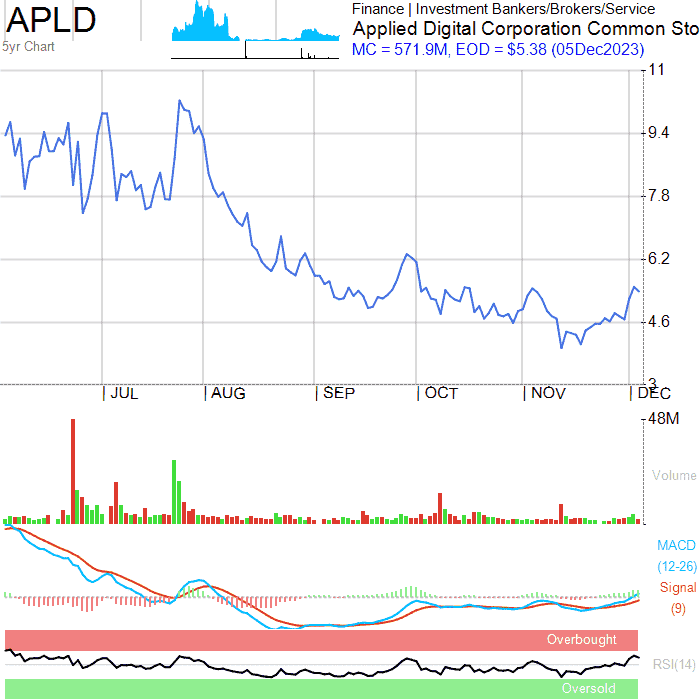 APLD
5yr Chart
Finance | Investment Bankers/Brokers/Service
Applied Digital Corporation Common Sto
MC = 571.9M, EOD = $5.38 (05Dec2023)
11
9.4
7.8
6.2
4.6
3
| JUL | AUG | SEP | OCT | NOV | DEC
48M
Volume
MACD
(12-26)
Signal
(9)
Overbought
RSI(14)
Oversold